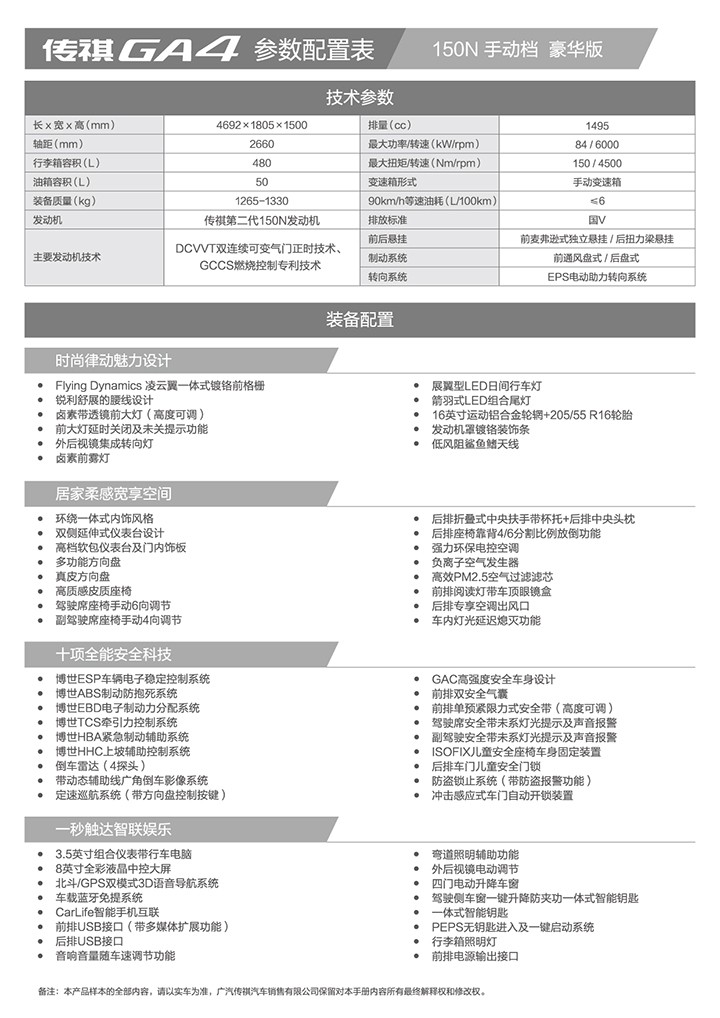 传祺 GA4 参数配置表 150N 手动档 豪华版
技术参数
长 x 宽 x 高（mm） 4692×1805×1500 排量（cc） 1495
轴距（mm） 2660 最大功率/转速（kW/rpm） 84 / 6000
行李箱容积（L） 480 最大扭矩/转速（Nm/rpm） 150 / 4500
油箱容积（L） 50 变速箱形式 手动变速箱
装备质量（kg） 1265-1330 90km/h等速油耗（L/100km） ≤6
发动机 传祺第二代150N发动机 排放标准 国V
主要发动机技术 DCVVT双连续可变气门正时技术、
GCCS燃烧控制专利技术
前后悬挂 前麦弗逊式独立悬挂 / 后扭力梁悬挂
制动系统 前通风盘式 / 后盘式
转向系统 EPS电动助力转向系统
装备配置
时尚律动魅力设计
Flying Dynamics 凌云翼一体式镀铬前格栅
锐利舒展的腰线设计
卤素带透镜前大灯（高度可调）
前大灯延时关闭及未关提示功能
外后视镜集成转向灯
卤素前雾灯
展翼型LED日间行车灯
箭羽式LED组合尾灯
16英寸运动铝合金轮辋+205/55 R16轮胎
发动机罩镀铬装饰条
低风阻鲨鱼鳍天线
居家柔感宽享空间
环绕一体式内饰风格
双侧延伸式仪表台设计
高档软包仪表台及门内饰板
多功能方向盘
真皮方向盘
高质感皮质座椅
驾驶席座椅手动6向调节
副驾驶席座椅手动4向调节
后排折叠式中央扶手带杯托+后排中央头枕
后排座椅靠背4/6分割比例放倒功能
强力环保电控空调
负离子空气发生器
高效PM2.5空气过滤滤芯
前排阅读灯带车顶眼镜盒
后排专享空调出风口
车内灯光延迟熄灭功能
十项全能安全科技
博世ESP车辆电子稳定控制系统
博世ABS制动防抱死系统
博世EBD电子制动力分配系统
博世TCS牵引力控制系统
博世HBA紧急制动辅助系统
博世HHC上坡辅助控制系统
倒车雷达（4探头）
带动态辅助线广角倒车影像系统
定速巡航系统（带方向盘控制按键）
GAC高强度安全车身设计
前排双安全气囊
前排单预紧限力式安全带（高度可调）
驾驶席安全带未系灯光提示及声音报警
副驾驶安全带未系灯光提示及声音报警
ISOFIX儿童安全座椅车身固定装置
后排车门儿童安全门锁
防盗锁止系统（带防盗报警功能）
冲击感应式车门自动开锁装置
一秒触达智联娱乐
3.5英寸组合仪表带行车电脑
8英寸全彩液晶中控大屏
北斗/GPS双模式3D语音导航系统
车载蓝牙免提系统
CarLife智能手机互联
前排USB接口（带多媒体扩展功能）
后排USB接口
音响音量随车速调节功能
弯道照明辅助功能
外后视镜电动调节
四门电动升降车窗
驾驶侧车窗一键升降防夹功一体式智能钥匙
一体式智能钥匙
PEPS无钥匙进入及一键启动系统
行李箱照明灯
前排电源输出接口
备注：本产品样本的全部内容，请以实车为准，广汽传祺汽车销售有限公司保留对本手册内容所有最终解释权和修改权。